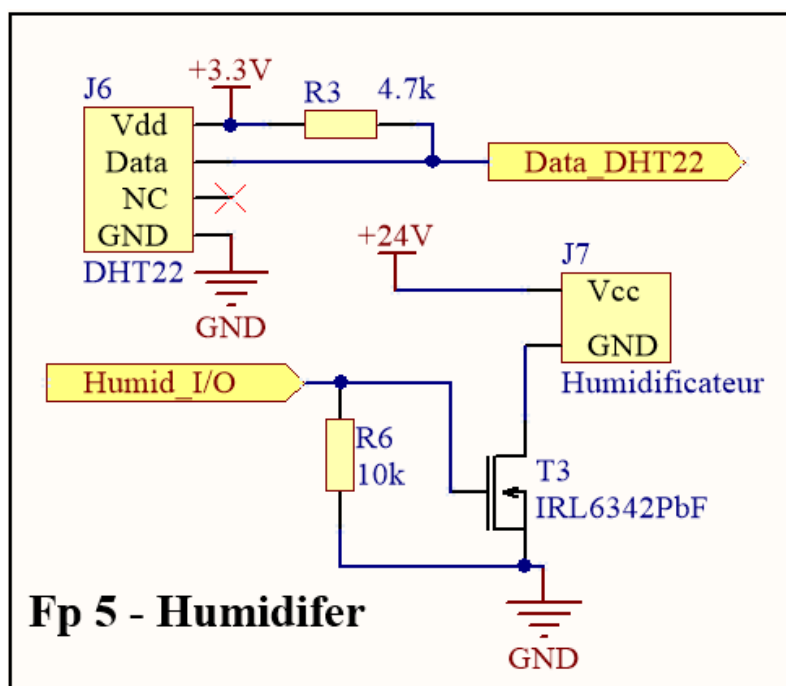 +3.3V
J6
R3 4.7k
Vdd
Data
Data_DHT22
NC
GND
DHT22
GND
+24V
J7
Vcc
GND
Humidificateur
Humid_I/O
R6
10k
T3
IRL6342PbF
Fp 5 - Humidifer
GND